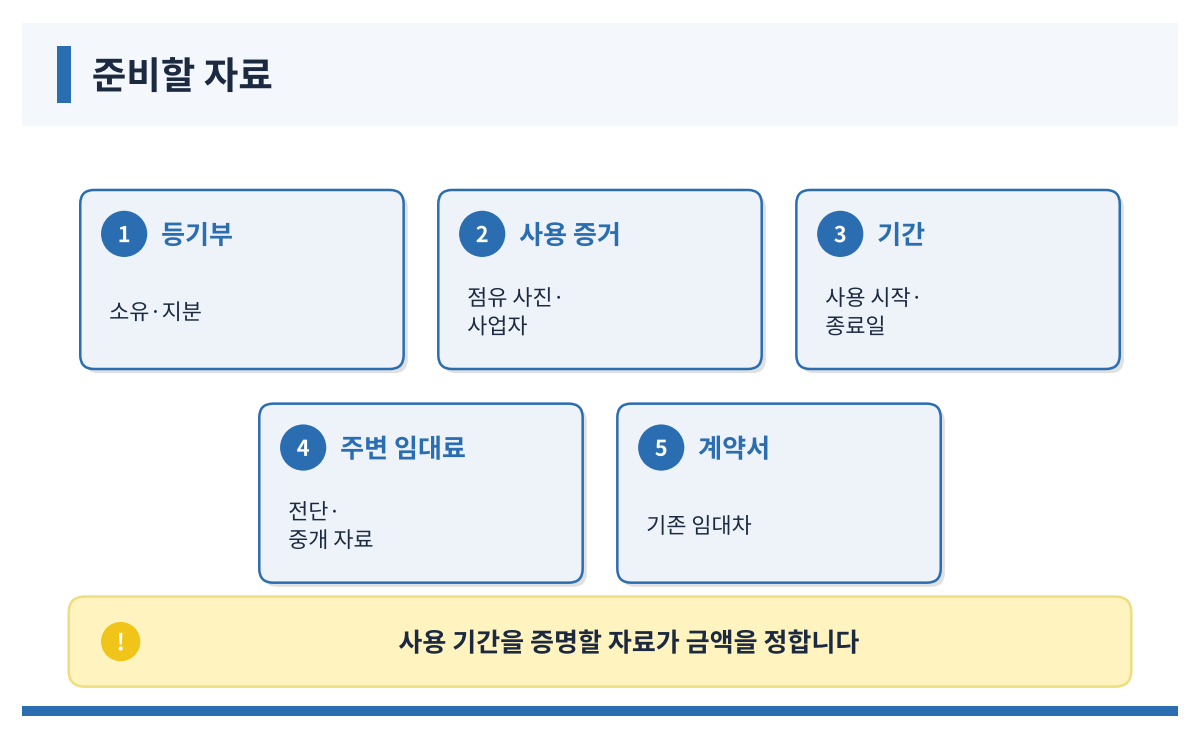 준비할 자료
1 등기부
소유·지분
2 사용 증거
점유 사진·
사업자
3 기간
사용 시작·
종료일
4 주변 임대료
전단·
중개 자료
5 계약서
기존 임대차
! 사용 기간을 증명할 자료가 금액을 정합니다